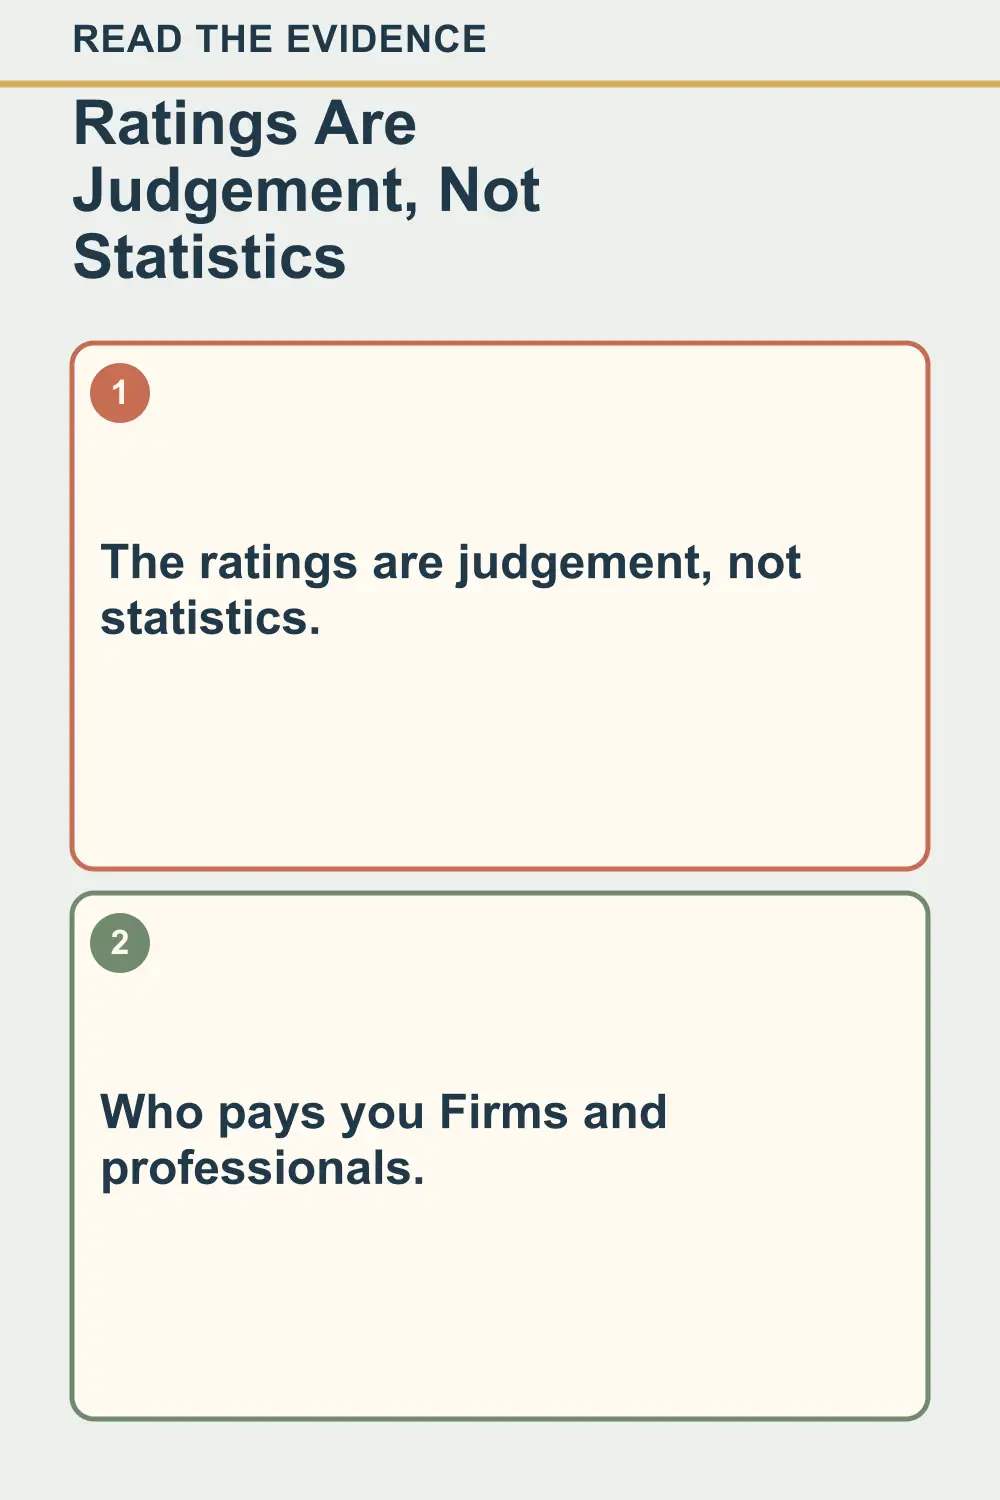 READ THE EVIDENCE
Ratings Are
Judgement, Not
Statistics
1
The ratings are judgement, not
statistics.
2
Who pays you Firms and
professionals.